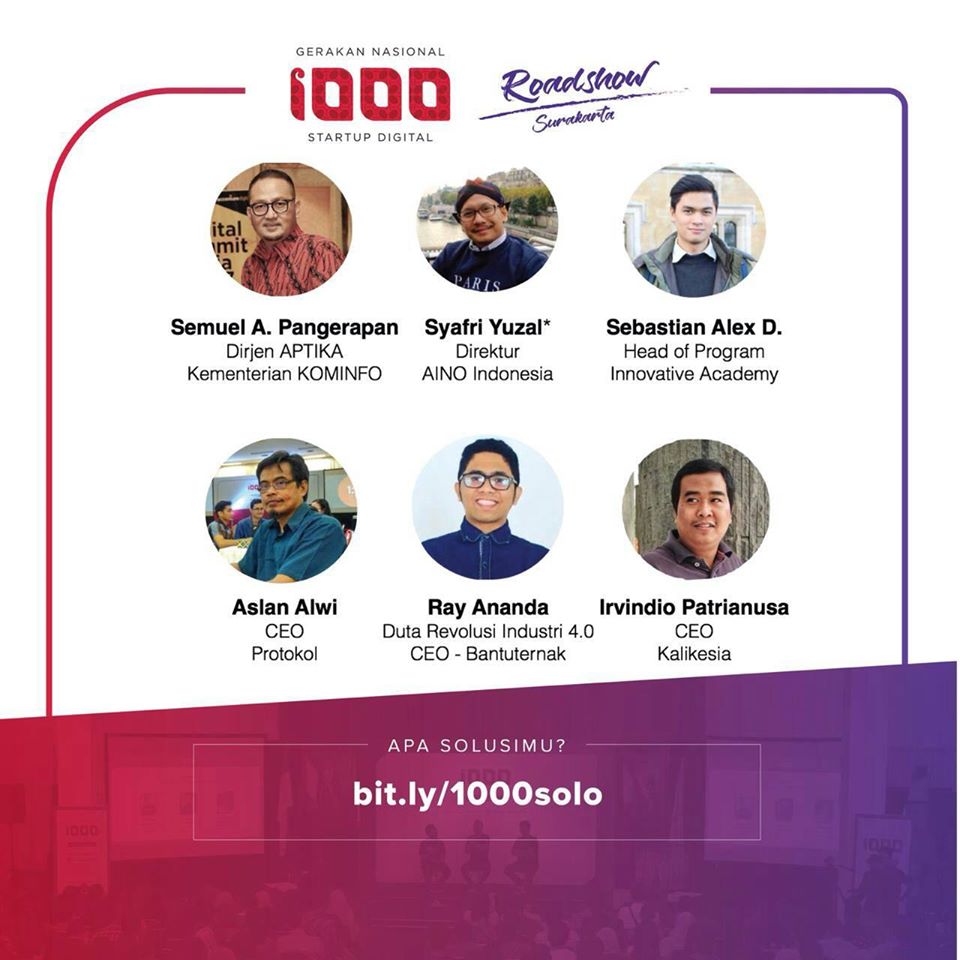 GERAKAN NASIONAL
1000
STARTUP DIGITAL
Roadshow
Surakarta
PARIS
Semuel A. Pangerapan
Dirjen APTIKA
Kementerian KOMINFO
Syafri Yuzal*
Direktur
AINO Indonesia
Sebastian Alex D.
Head of Program
Innovative Academy
Aslan Alwi
CEO
Protokol
Ray Ananda
Duta Revolusi Industri 4.0
CEO - Bantuternak
Irvindio Patrianusa
CEO
Kalikesia
APA SOLUSIMU?
bit.ly/1000solo
1000